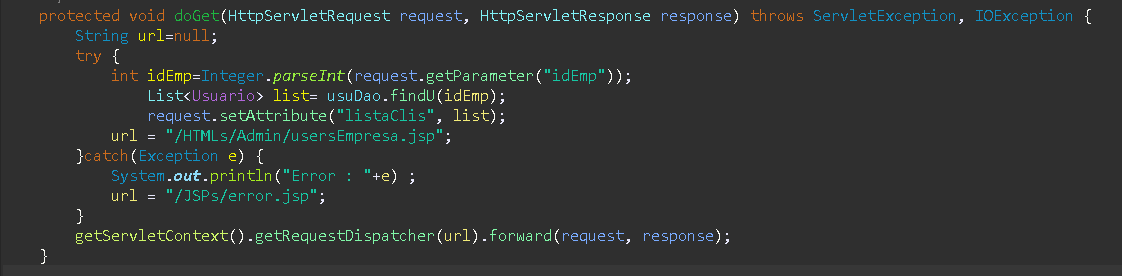 protected void doGet(HttpServletRequest request, HttpServletResponse response) throws ServletException, IOException {
String url=null;
try {
int idEmp=Integer.parseInt(request.getParameter("idEmp"));
List<Usuario> list= usuDao.findU(idEmp);
request.setAttribute("listaClis", list);
url = "/HTMLs/Admin/usersEmpresa.jsp";
}catch(Exception e) {
System.out.println("Error : "+e) ;
url = "/JSPs/error.jsp";
}
getServletContext().getRequestDispatcher(url).forward(request, response);
}